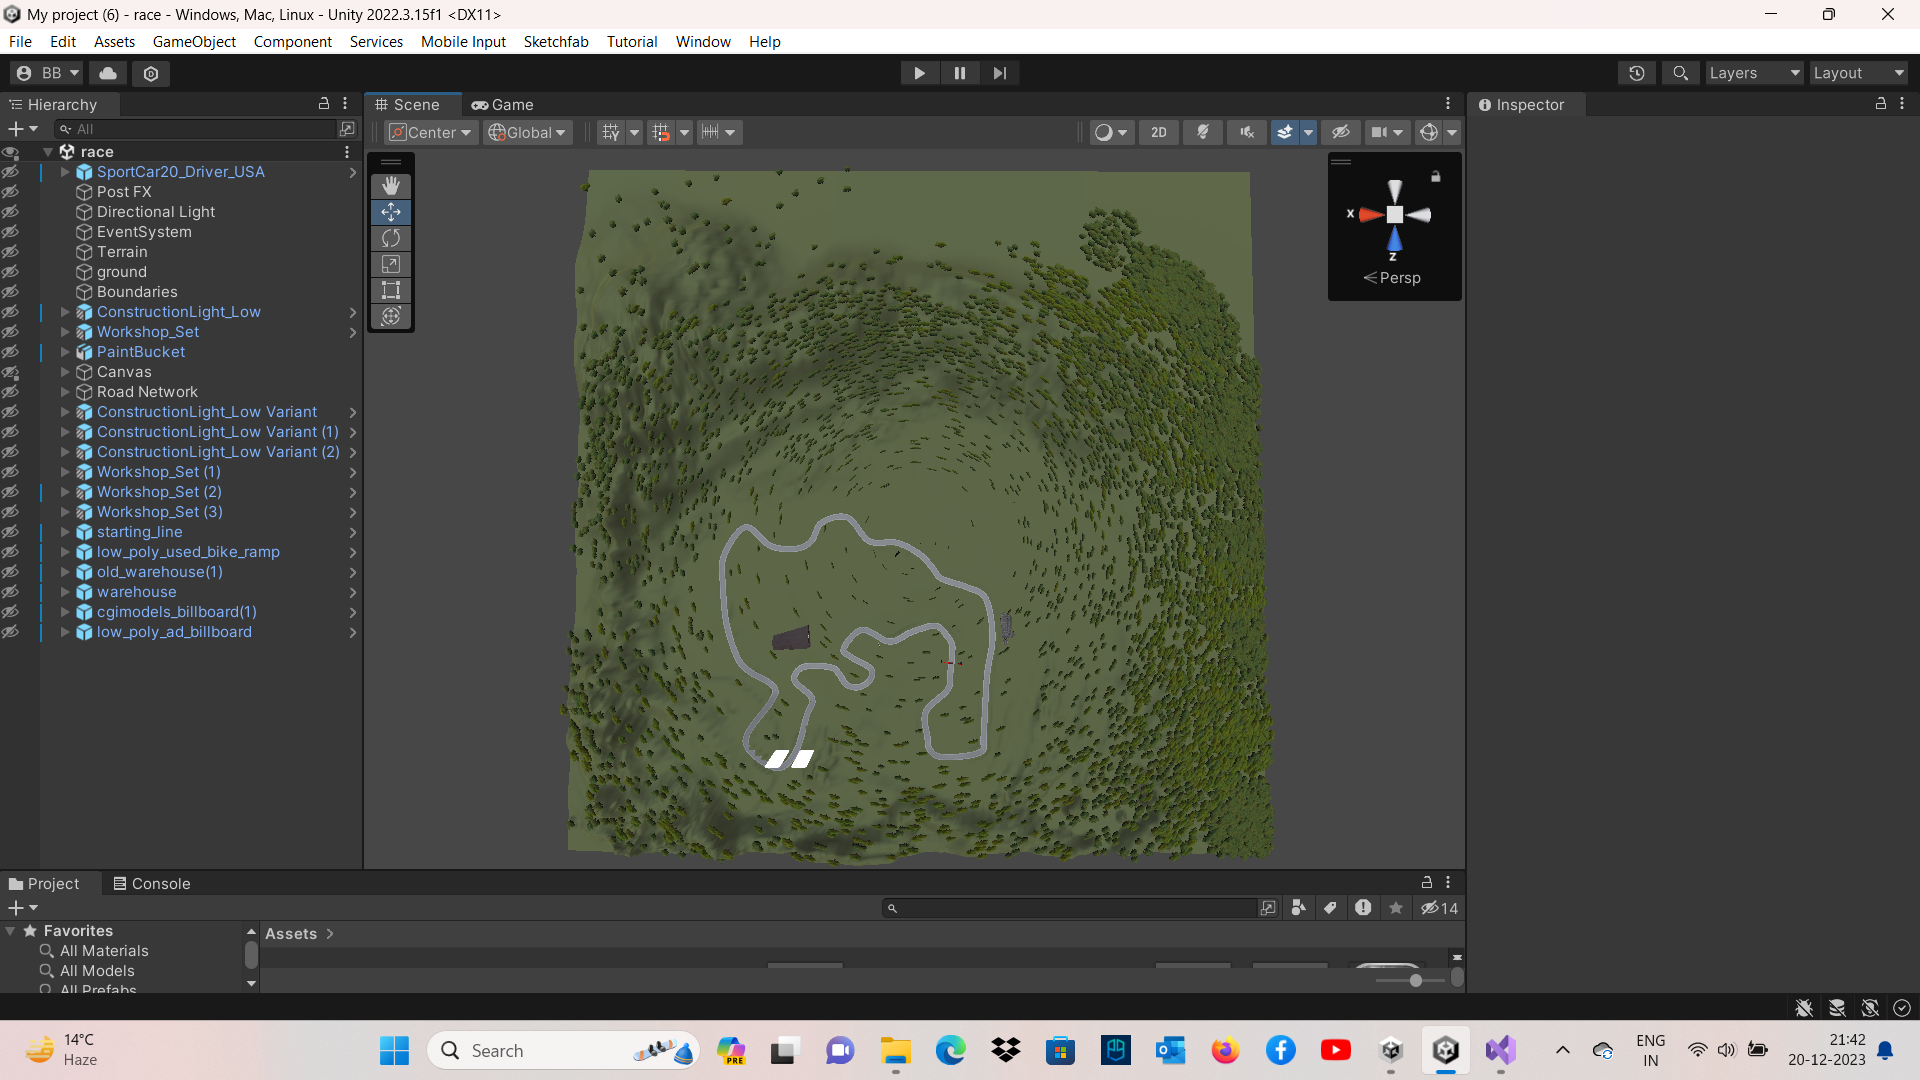 My project (6) - race - Windows, Mac, Linux - Unity 2022.3.15f1 <DX11>
File Edit Assets GameObject Component Services Mobile Input Sketchfab Tutorial Window Help
BB
Layers
Layout
Hierarchy
All
race
SportCar20_Driver_USA
Post FX
Directional Light
EventSystem
Terrain
ground
Boundaries
ConstructionLight_Low
Workshop_Set
PaintBucket
Canvas
Road Network
ConstructionLight_Low Variant
ConstructionLight_Low Variant (1)
ConstructionLight_Low Variant (2)
Workshop_Set (1)
Workshop_Set (2)
Workshop_Set (3)
starting_line
low_poly_used_bike_ramp
old_warehouse(1)
warehouse
cgimodels_billboard(1)
low_poly_ad_billboard
Scene
Game
Center
Global
2D
x
z
Persp
Inspector
Project
Console
14
Favorites
All Materials
All Models
All Prefabs
Assets
14°C
Haze
Search
PRE
ENG
IN
21:42
20-12-2023